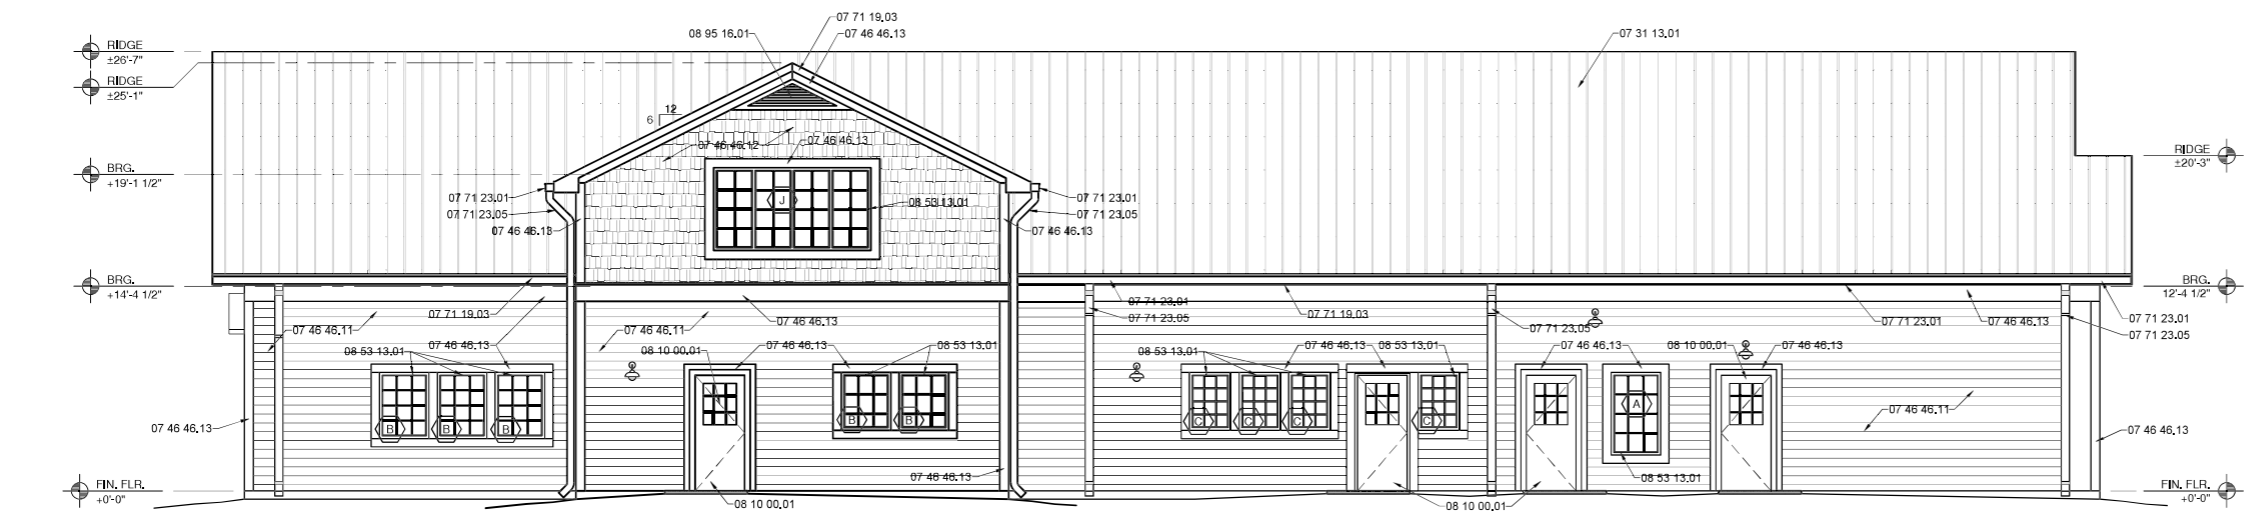 07 71 19.03
08 95 16.01
07 46 46.13
07 31 13.01
RIDGE
±26'-7"
RIDGE
±25'-1"
12
6
07 46 46.12
07 46 46.13
RIDGE
±20'-3"
BRG.
+19'-1 1/2"
07 71 23.01
07 71 23.05
07 46 46.13
J
08 53 13.01
07 71 23.01
07 71 23.05
07 46 46.13
BRG.
+14'-4 1/2"
BRG.
12'-4 1/2"
07 71 19.03
07 46 46.11
07 46 46.11
07 46 46.13
07 71 23.01
07 71 23.05
07 71 19.03
07 71 23.05
07 71 23.01
07 46 46.13
07 71 23.01
07 71 23.05
08 53 13.01
07 46 46.13
08 10 00.01
07 46 46.13
08 53 13.01
08 53 13.01
07 46 46.13
08 53 13.01
07 46 46.13
08 10 00.01
07 46 46.13
B
B
B
B
B
C
C
C
C
A
07 46 46.11
07 46 46.13
07 46 46.13
07 46 46.13
08 53 13.01
FIN. FLR.
+0'-0"
08 10 00.01
08 10 00.01
FIN. FLR.
+0'-0"